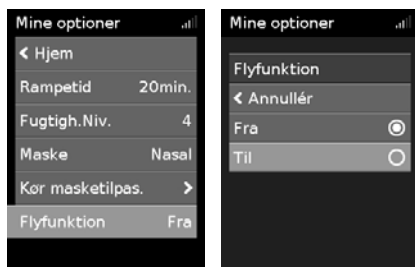 Mine optioner
< Hjem
Rampetid 20min.
Fugtigh.Niv. 4
Maske Nasal
Kør masketilpas. >
Flyfunktion Fra
Mine optioner
Flyfunktion
< Annullér
Fra
Til